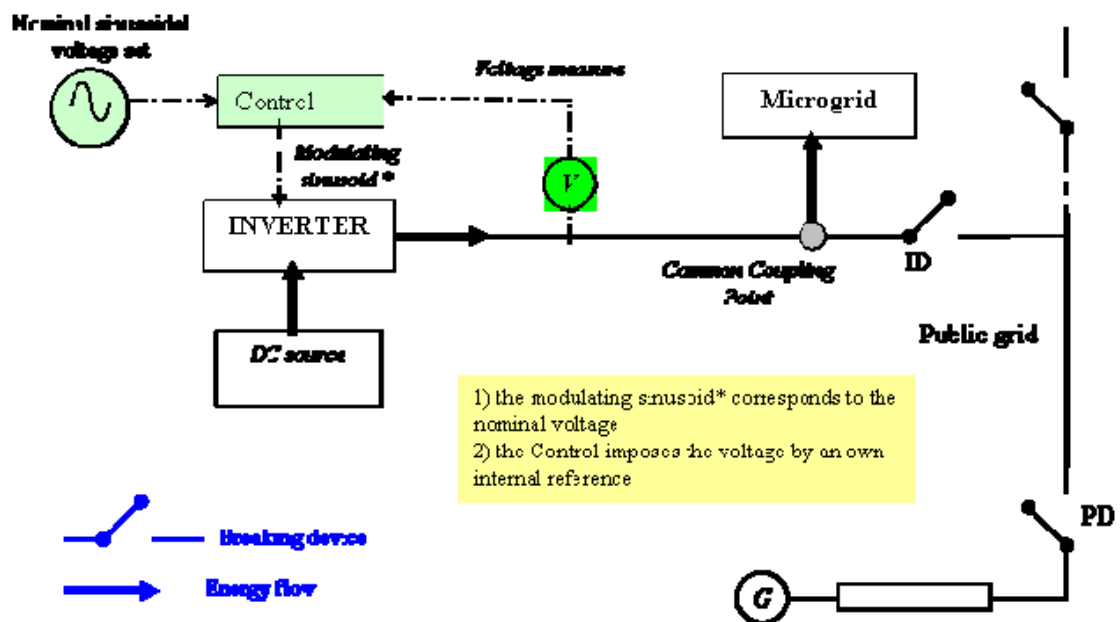 Nominal sinusoidal
voltage set
Voltage measure
Control
Microgrid
Modulating
sinusoid *
V
INVERTER
ID
Common Coupling
Point
Public grid
DC source
1) the modulating sinusoid* corresponds to the
nominal voltage
2) the Control imposes the voltage by an own
internal reference
PD
Breaking device
Energy flow
G